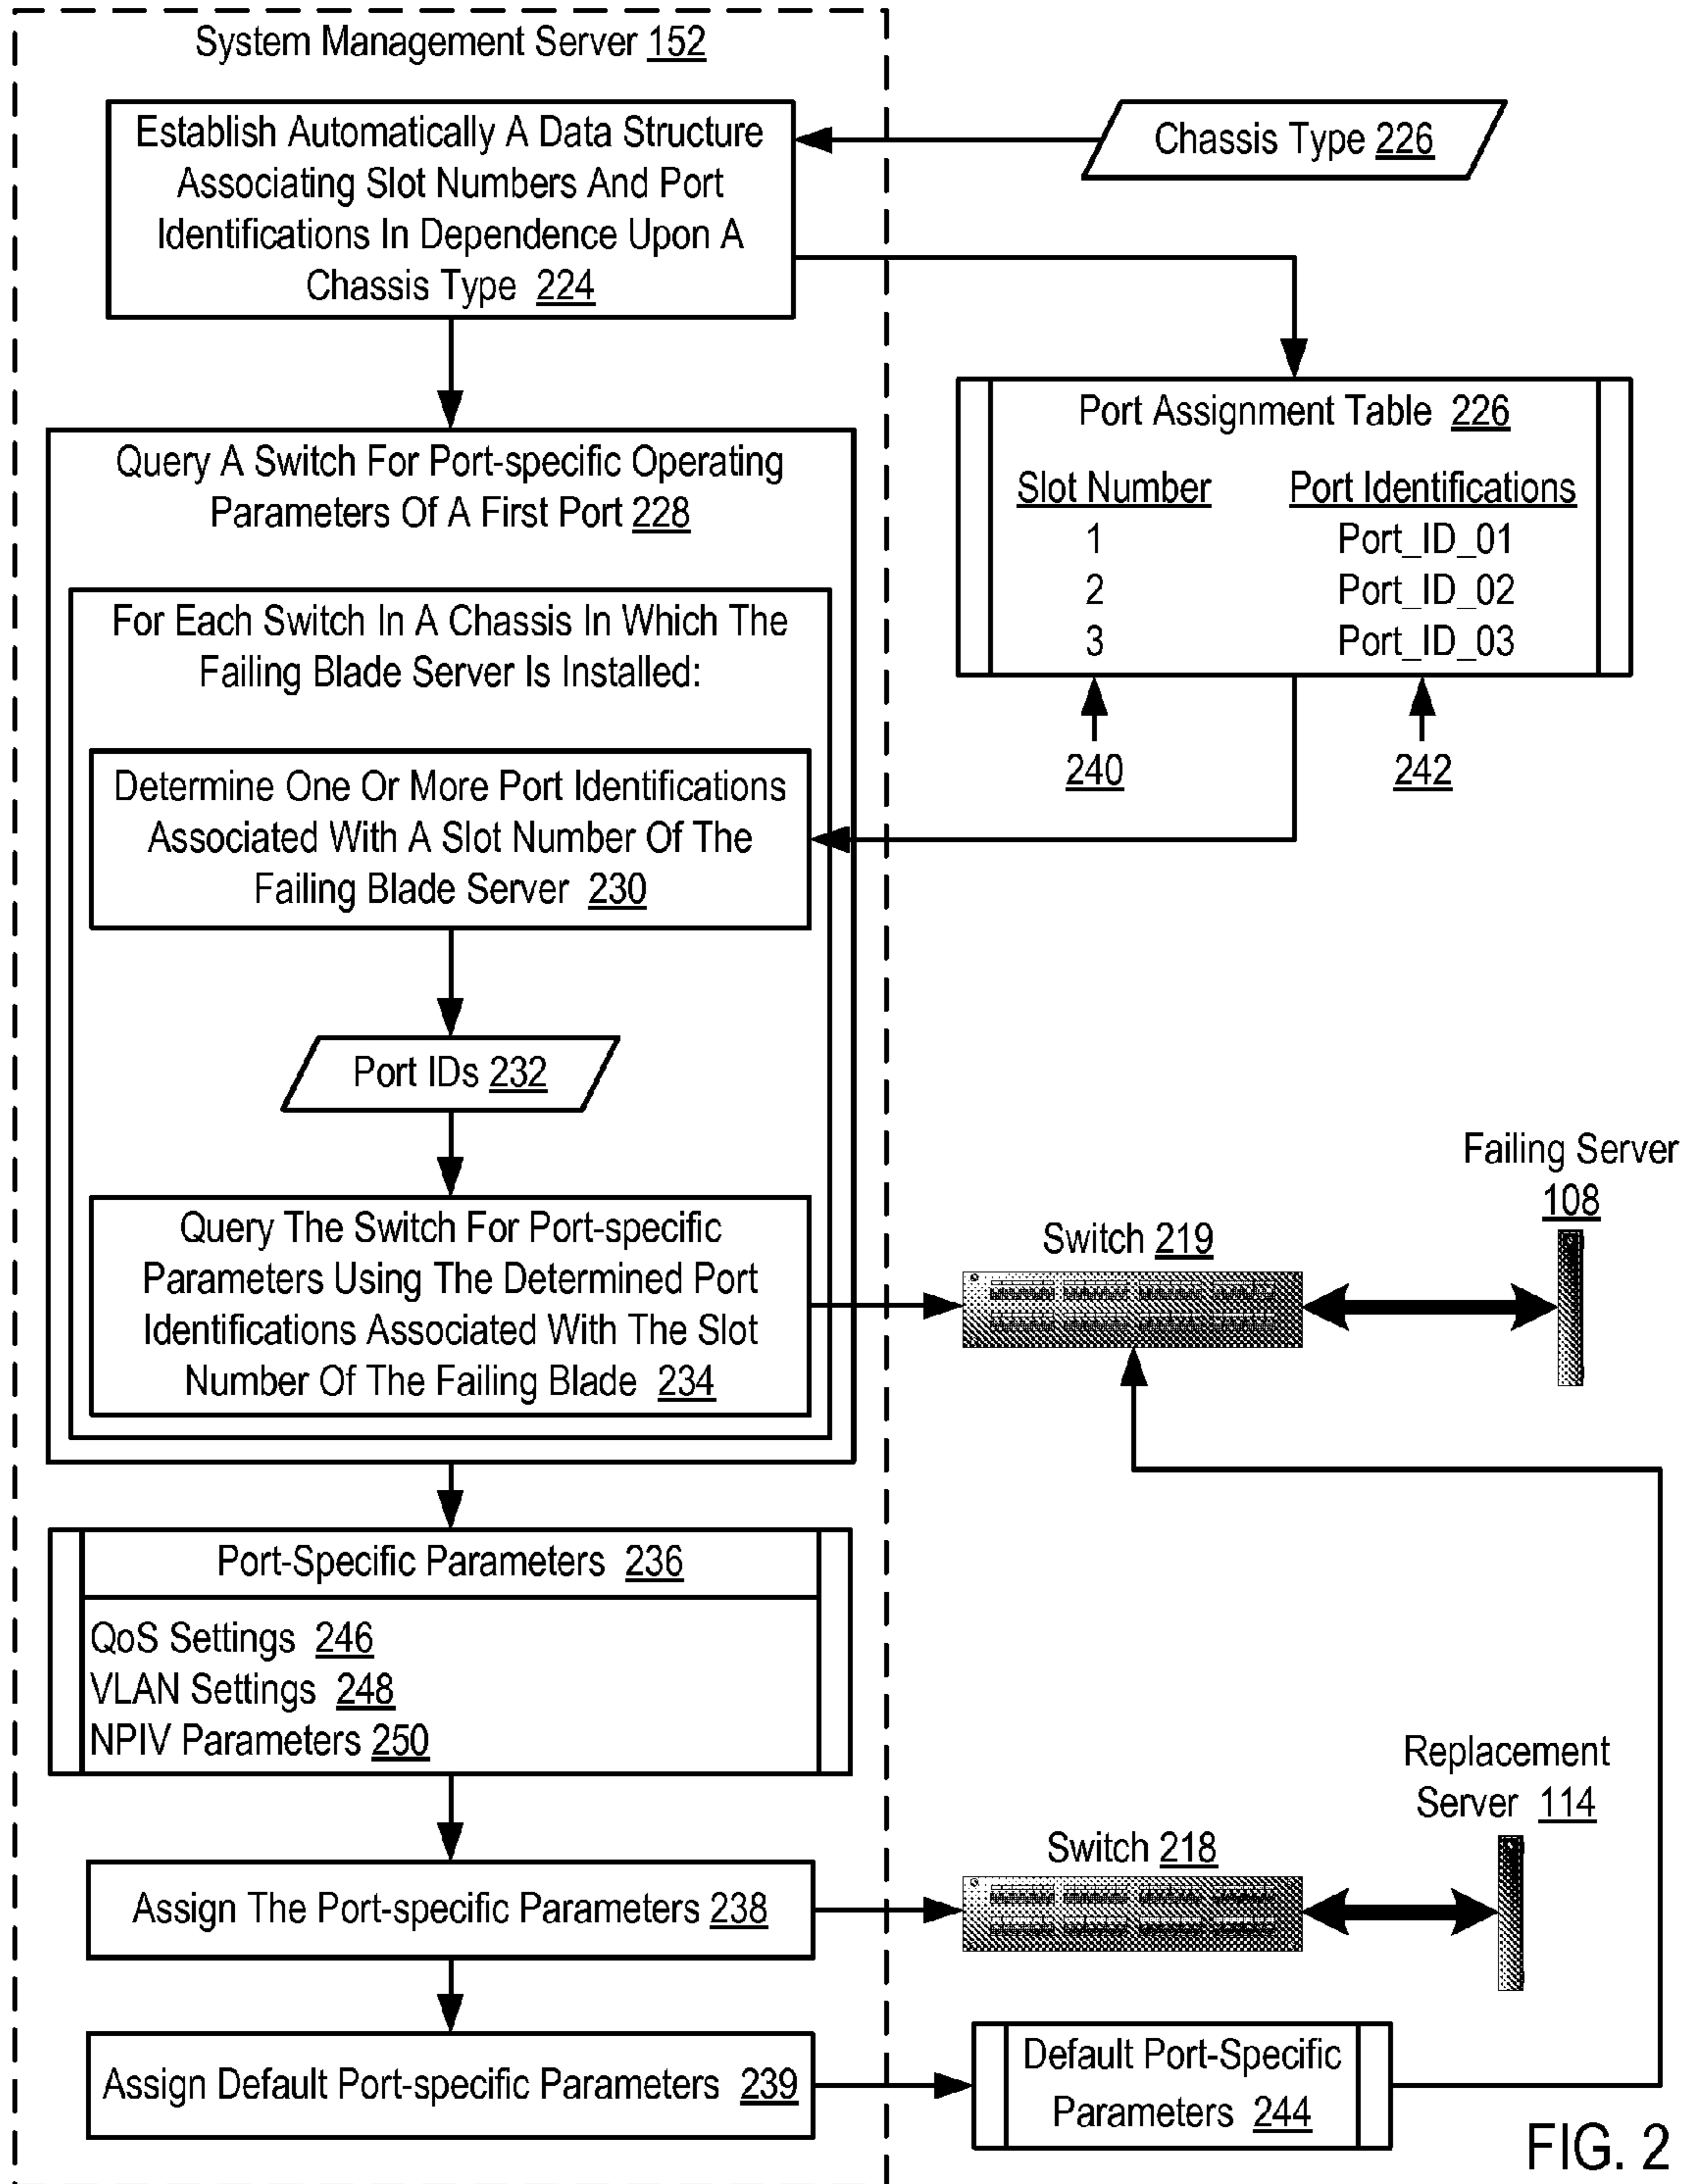 System Management Server 152
Establish Automatically A Data Structure
Associating Slot Numbers And Port
Identifications In Dependence Upon A
Chassis Type 224
Chassis Type 226
Port Assignment Table 226
Slot Number Port Identifications
1 Port_ID_01
2 Port_ID_02
3 Port_ID_03
240 242
Query A Switch For Port-specific Operating
Parameters Of A First Port 228
For Each Switch In A Chassis In Which The
Failing Blade Server Is Installed:
Determine One Or More Port Identifications
Associated With A Slot Number Of The
Failing Blade Server 230
Port IDs 232
Query The Switch For Port-specific
Parameters Using The Determined Port
Identifications Associated With The Slot
Number Of The Failing Blade 234
Switch 219
Failing Server
108
Port-Specific Parameters 236
QoS Settings 246
VLAN Settings 248
NPIV Parameters 250
Assign The Port-specific Parameters 238
Switch 218
Replacement
Server 114
Assign Default Port-specific Parameters 239
Default Port-Specific
Parameters 244
FIG. 2